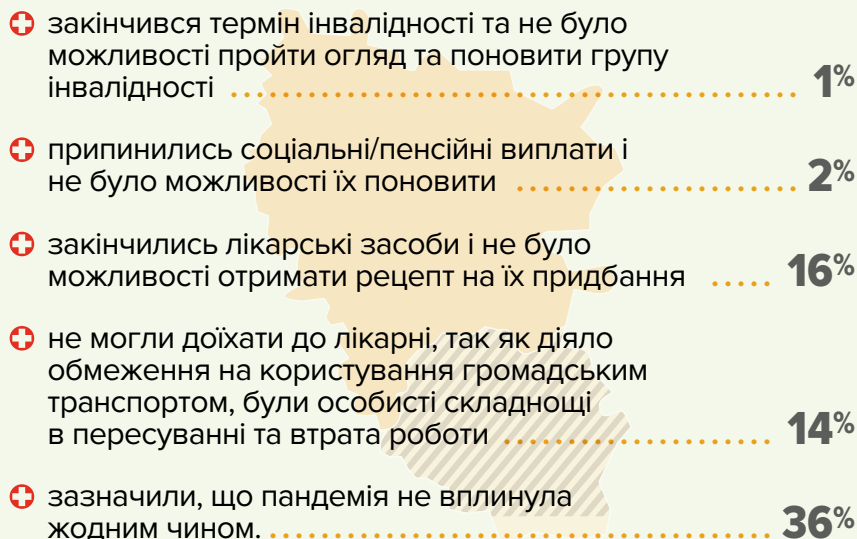 закінчився термін інвалідності та не було
можливості пройти огляд та поновити групу
інвалідності ........................................ 1%
припинились соціальні/пенсійні виплати і
не було можливості їх поновити .................... 2%
закінчились лікарські засоби і не було
можливості отримати рецепт на їх придбання ..... 16%
не могли доїхати до лікарні, так як діяло
обмеження на користування громадським
транспортом, були особисті складнощі
в пересуванні та втрата роботи ................... 14%
зазначили, що пандемія не вплинула
жодним чином. .................................... 36%